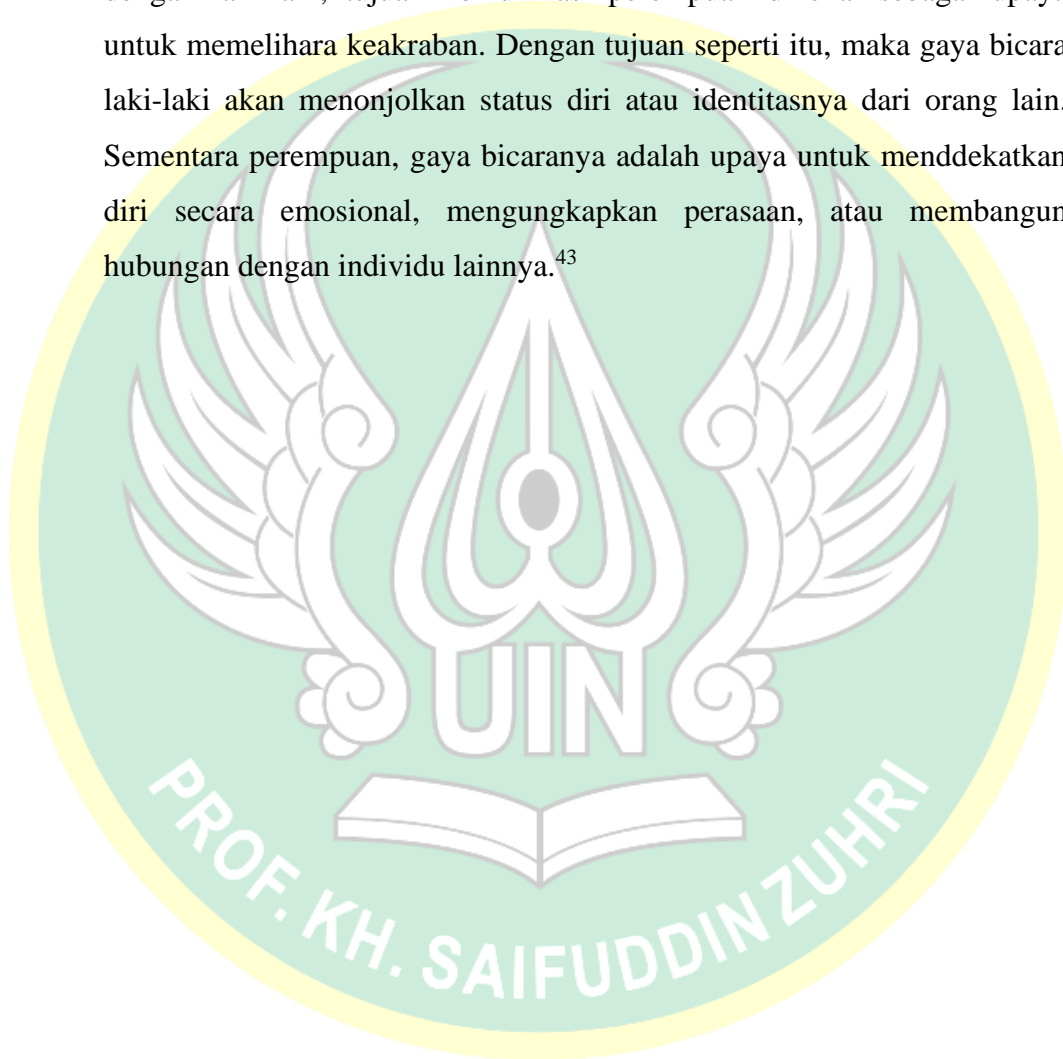 untuk memelihara keakraban. Dengan tujuan seperti itu, maka gaya bicara
laki-laki akan menonjolkan status diri atau identitasnya dari orang lain.
Sementara perempuan, gaya bicaranya adalah upaya untuk menddekatkan
diri secara emosional, mengungkapkan perasaan, atau membangun
hubungan dengan individu lainnya.43
UIN
PROF. KH. SAIFUDDIN ZUHRI